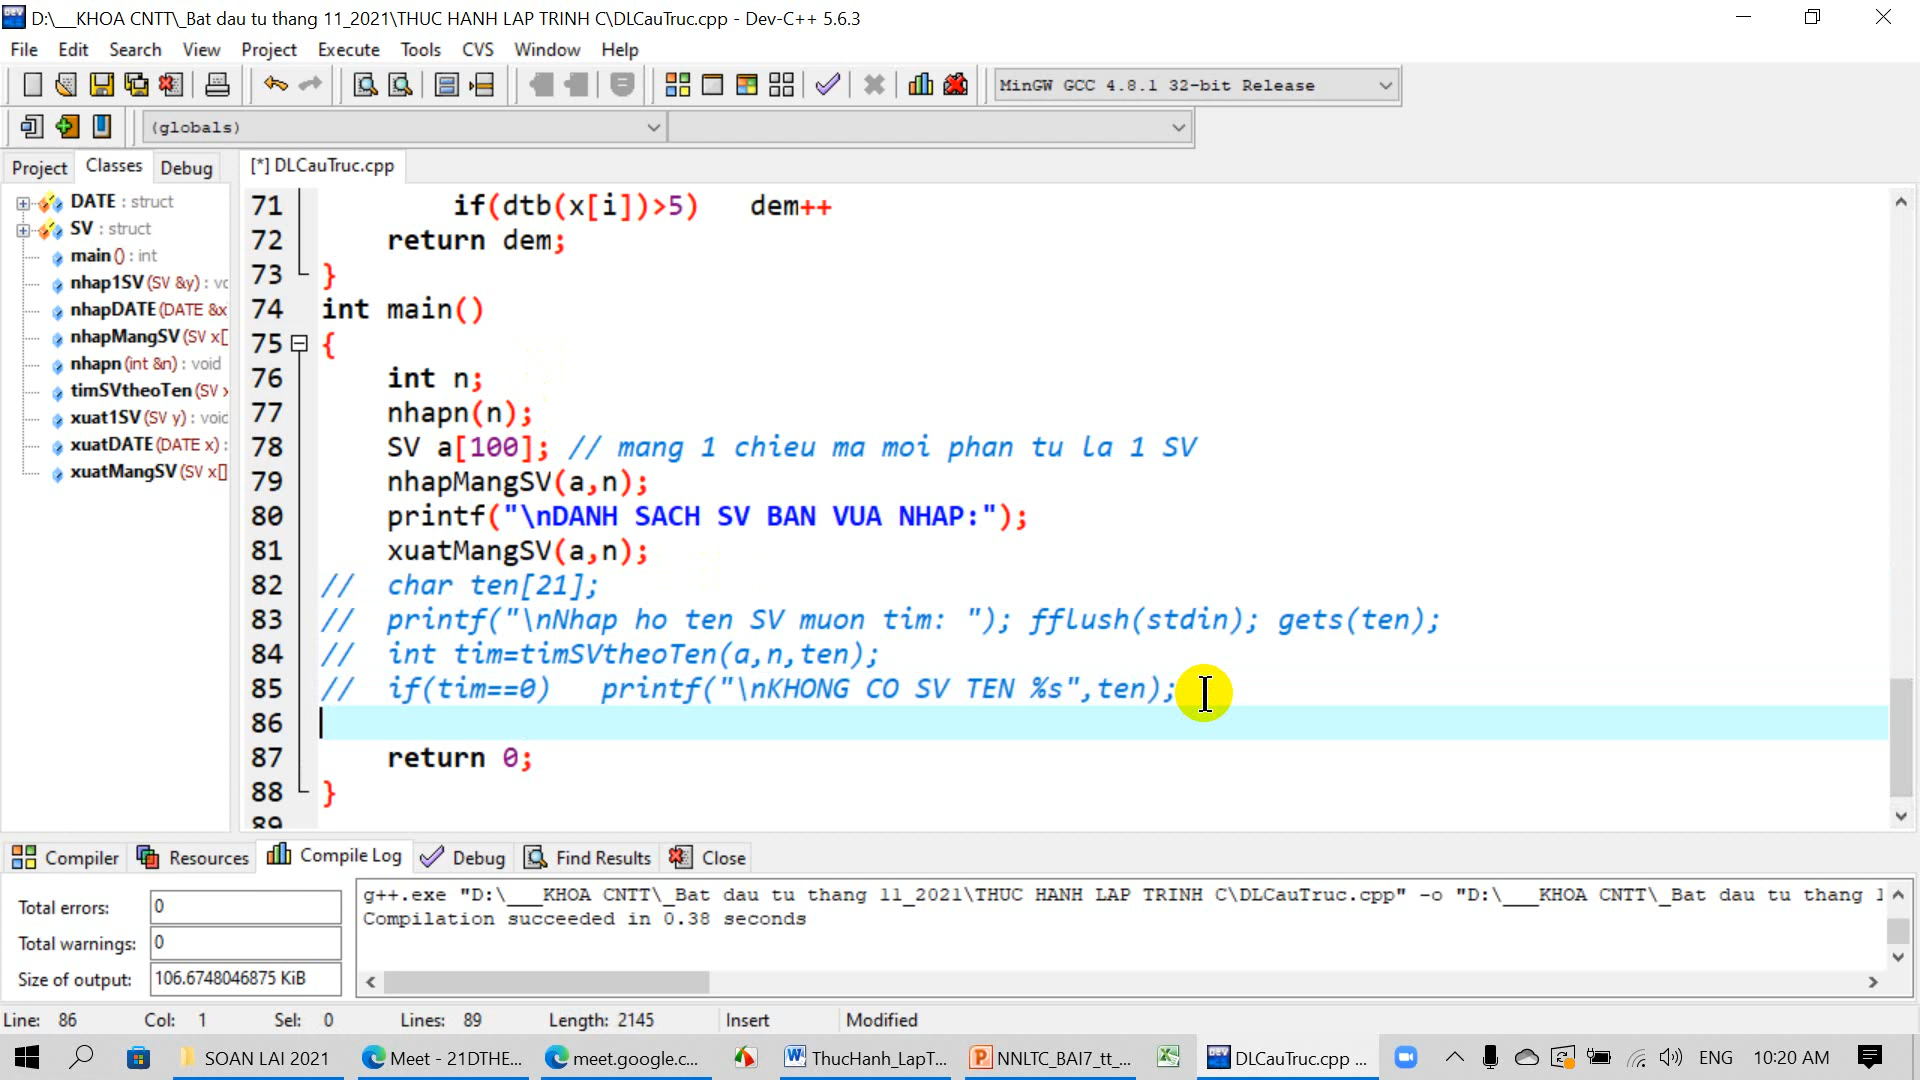 D:\___KHOA CNTT\_Bat dau tu thang 11_2021\THUC HANH LAP TRINH C\DLCauTruc.cpp - Dev-C++ 5.6.3
File Edit Search View Project Execute Tools CVS Window Help
MinGW GCC 4.8.1 32-bit Release
(globals)
Project Classes Debug
[*] DLCauTruc.cpp
DATE : struct
SV : struct
main () : int
nhap1SV (SV &y) : vc
nhapDATE (DATE &x
nhapMangSV (SV x[
nhapn (int &n) : void
timSVtheoTen (SV x
xuat1SV (SV y) : voic
xuatDATE (DATE x) :
xuatMangSV (SV x[]
71 if(dtb(x[i])>5) dem++
72 return dem;
73 }
74 int main()
75 {
76 int n;
77 nhapn(n);
78 SV a[100]; // mang 1 chieu ma moi phan tu la 1 SV
79 nhapMangSV(a,n);
80 printf("\nDANH SACH SV BAN VUA NHAP:");
81 xuatMangSV(a,n);
82 // char ten[21];
83 // printf("\nNhap ho ten SV muon tim: "); fflush(stdin); gets(ten);
84 // int tim=timSVtheoTen(a,n,ten);
85 // if(tim==0) printf("\nKHONG CO SV TEN %s",ten);
86
87 return 0;
88 }
89
Compiler Resources Compile Log Debug Find Results Close
Total errors: 0
Total warnings: 0
Size of output: 106.6748046875 KiB
g++.exe "D:\___KHOA CNTT\_Bat dau tu thang 11_2021\THUC HANH LAP TRINH C\DLCauTruc.cpp" -o "D:\___KHOA CNTT\_Bat dau tu thang 1
Compilation succeeded in 0.38 seconds
Line: 86 Col: 1 Sel: 0 Lines: 89 Length: 2145 Insert Modified
SOAN LAI 2021
Meet - 21DTHE...
meet.google.c...
ThucHanh_LapT...
NNLTC_BAI7_tt_...
DLCauTruc.cpp ...
ENG
10:20 AM